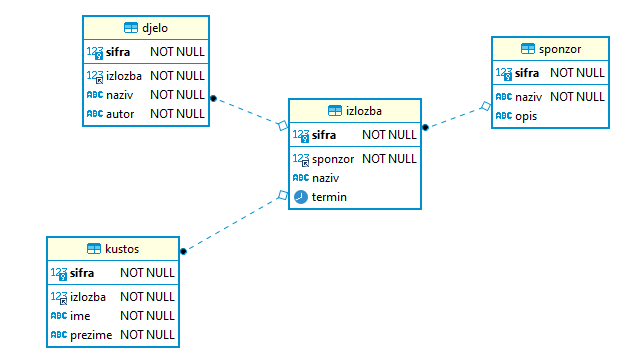 djelo
123 sifra NOT NULL
123 izlozba NOT NULL
ABC naziv NOT NULL
ABC autor NOT NULL
sponzor
123 sifra NOT NULL
ABC naziv NOT NULL
ABC opis
izlozba
123 sifra NOT NULL
123 sponzor NOT NULL
ABC naziv
termin
kustos
123 sifra NOT NULL
123 izlozba NOT NULL
ABC ime NOT NULL
ABC prezime NOT NULL